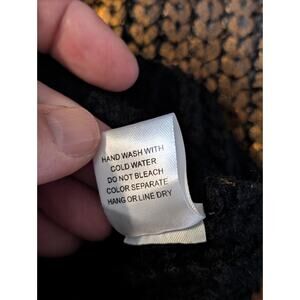 HAND WASH WITH
COLD WATER
DO NOT BLEACH
COLOR SEPARATE
HANG OR LINE DRY